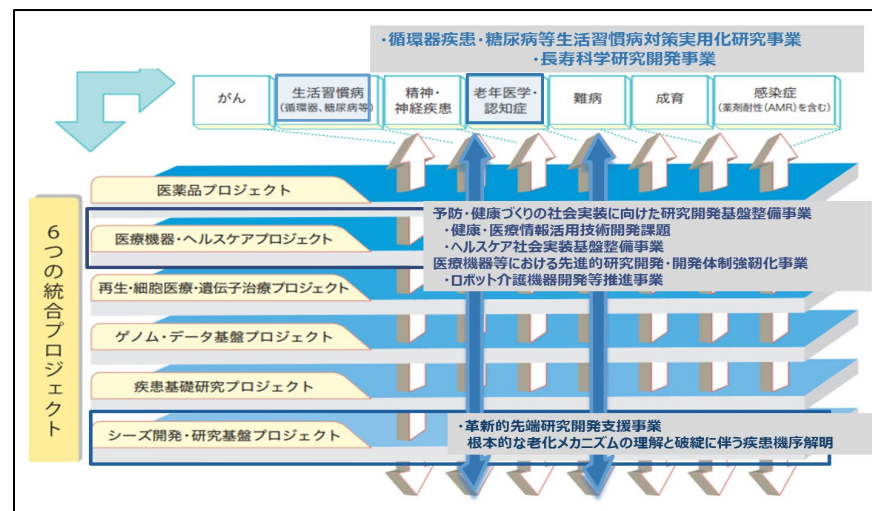 ・循環器疾患・糖尿病等生活習慣病対策実用化研究事業
・長寿科学研究開発事業
がん
生活習慣病
(循環器、糖尿病等)
精神・
神経疾患
老年医学・
認知症
難病
成育
感染症
(薬剤耐性(AMR)を含む)
6つの統合プロジェクト
医薬品プロジェクト
医療機器・ヘルスケアプロジェクト
予防・健康づくりの社会実装に向けた研究開発基盤整備事業
・健康・医療情報活用技術開発課題
・ヘルスケア社会実装基盤整備事業
医療機器等における先進的研究開発・開発体制強靭化事業
・ロボット介護機器開発等推進事業
再生・細胞医療・遺伝子治療プロジェクト
ゲノム・データ基盤プロジェクト
疾患基礎研究プロジェクト
シーズ開発・研究基盤プロジェクト
・革新的先端研究開発支援事業
根本的な老化メカニズムの理解と破綻に伴う疾患機序解明